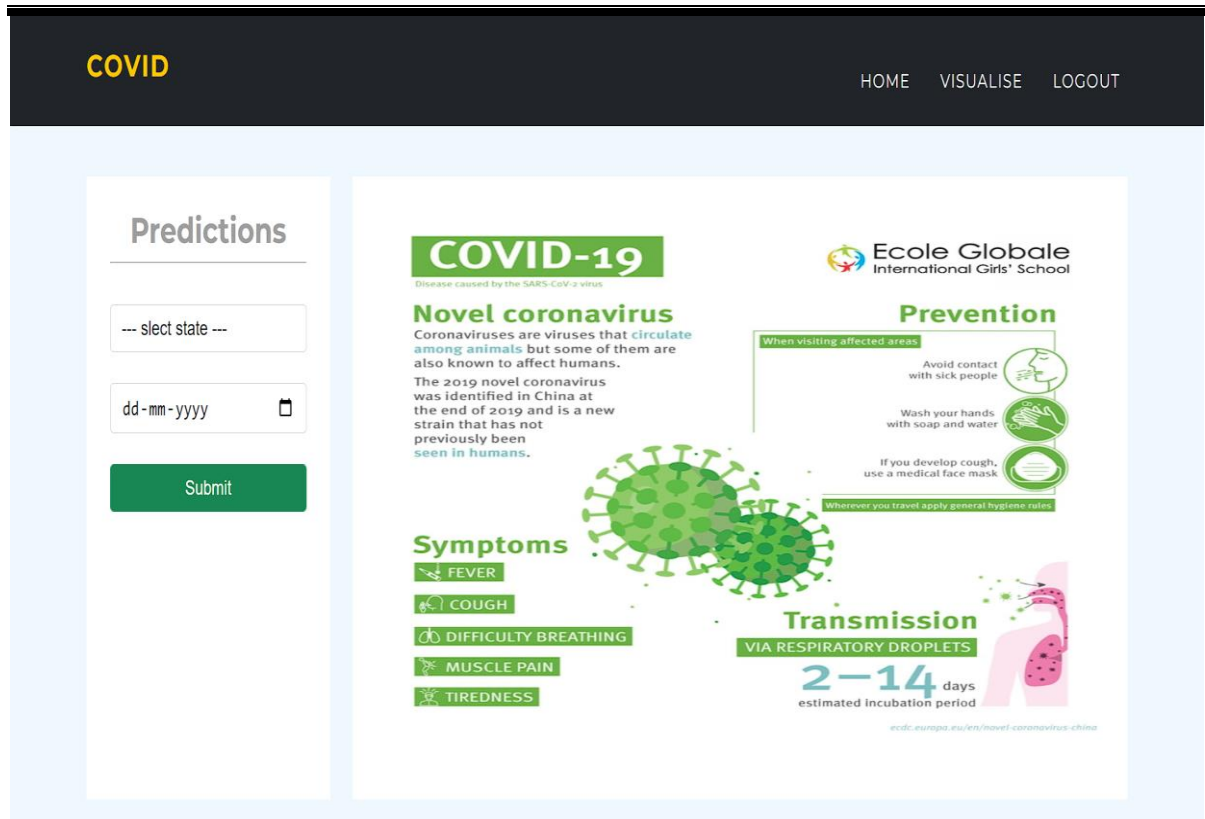 COVID
HOME VISUALISE LOGOUT
Predictions
--- slect state ---
dd-mm-yyyy
Submit
COVID-19
Disease caused by the SARS-CoV-2 virus
Ecole Globale
International Girls' School
Novel coronavirus
Coronaviruses are viruses that circulate
among animals but some of them are
also known to affect humans.
The 2019 novel coronavirus
was identified in China at
the end of 2019 and is a new
strain that has not
previously been
seen in humans.
Prevention
When visiting affected areas
Avoid contact
with sick people
Wash your hands
with soap and water
If you develop cough,
use a medical face mask
Wherever you travel apply general hygiene rules
Symptoms
FEVER
COUGH
DIFFICULTY BREATHING
MUSCLE PAIN
TIREDNESS
Transmission
VIA RESPIRATORY DROPLETS
2–14 days
estimated incubation period
ecdc.europa.eu/en/novel-coronavirus-china